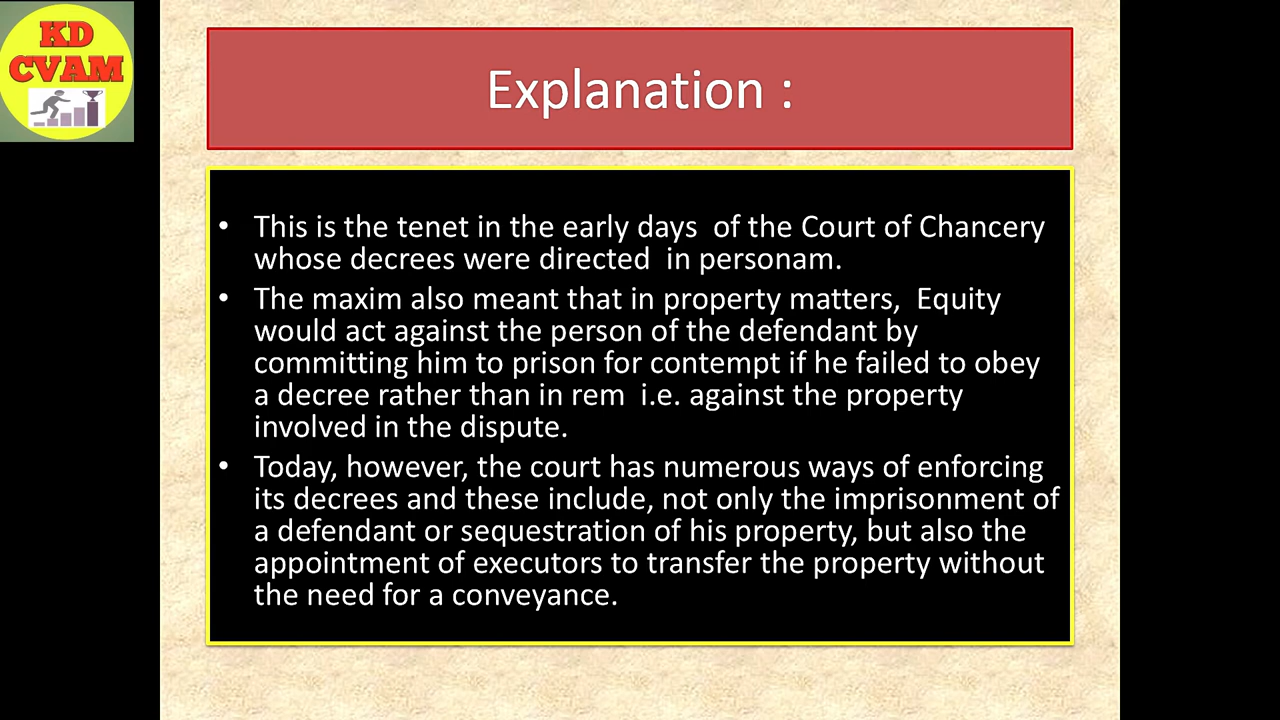 KD
CVAM
Explanation :
• This is the tenet in the early days of the Court of Chancery
whose decrees were directed in personam.
• The maxim also meant that in property matters, Equity
would act against the person of the defendant by
committing him to prison for contempt if he failed to obey
a decree rather than in rem i.e. against the property
involved in the dispute.
• Today, however, the court has numerous ways of enforcing
its decrees and these include, not only the imprisonment of
a defendant or sequestration of his property, but also the
appointment of executors to transfer the property without
the need for a conveyance.